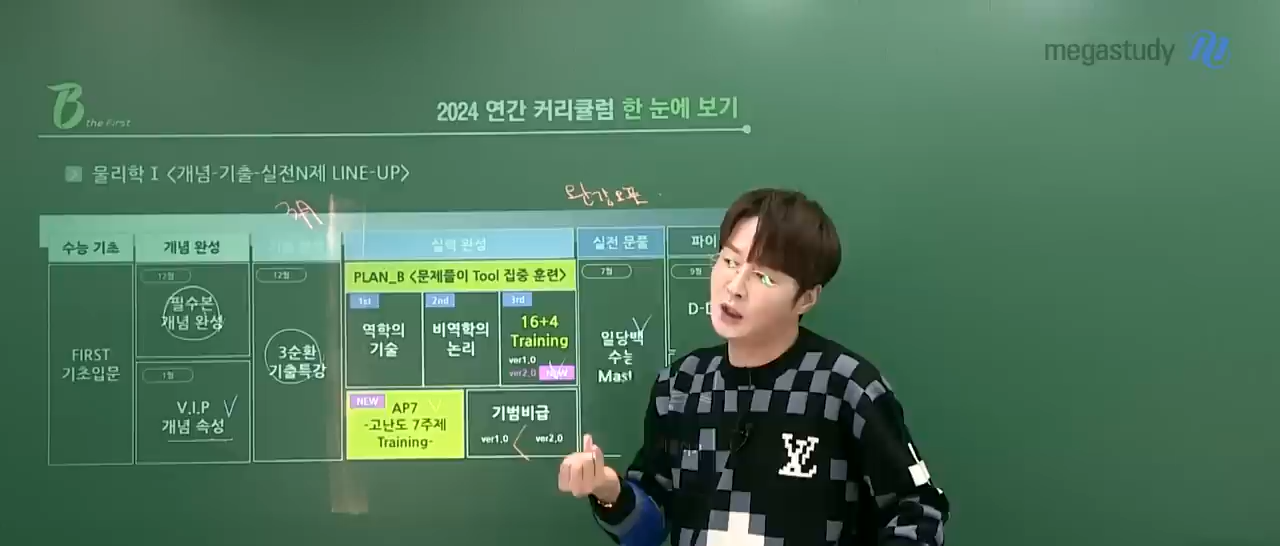 megastudy
B the First
2024 연간 커리큘럼 한 눈에 보기
물리학 I <개념-기출-실전N제 LINE-UP>
완강오픈
수능 기초
개념 완성
실력 완성
실전 문풀
파이
FIRST
기초입문
12월
필수본
개념 완성
1월
V.I.P
개념 속성
12월
3순환
기출특강
PLAN_B <문제풀이 Tool 집중 훈련>
1st
역학의
기술
2nd
비역학의
논리
3rd
16+4
Training
ver1.0
ver2.0 NEW
NEW
AP7
-고난도 7주제
Training-
기범비급
ver1.0
ver2.0
7월
일당백
수능
9월